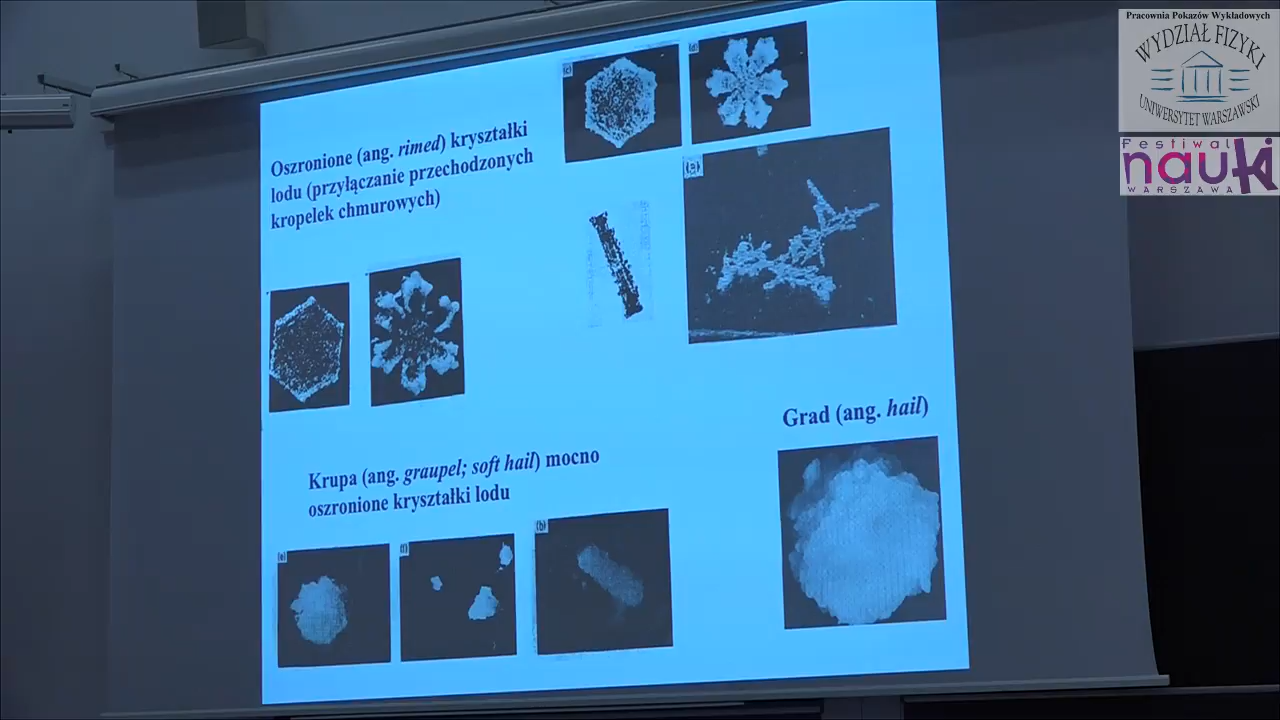 Pracownia Pokazów Wykładowych
WYDZIAŁ FIZYKI
UNIWERSYTET WARSZAWSKI
Festiwal
nauki
WARSZAWA
(c)
(d)
Oszronione (ang. rimed) kryształki
lodu (przyłączanie przechodzonych
kropelek chmurowych)
(a)
Grad (ang. hail)
Krupa (ang. graupel; soft hail) mocno
oszronione kryształki lodu
(e)
(f)
(b)